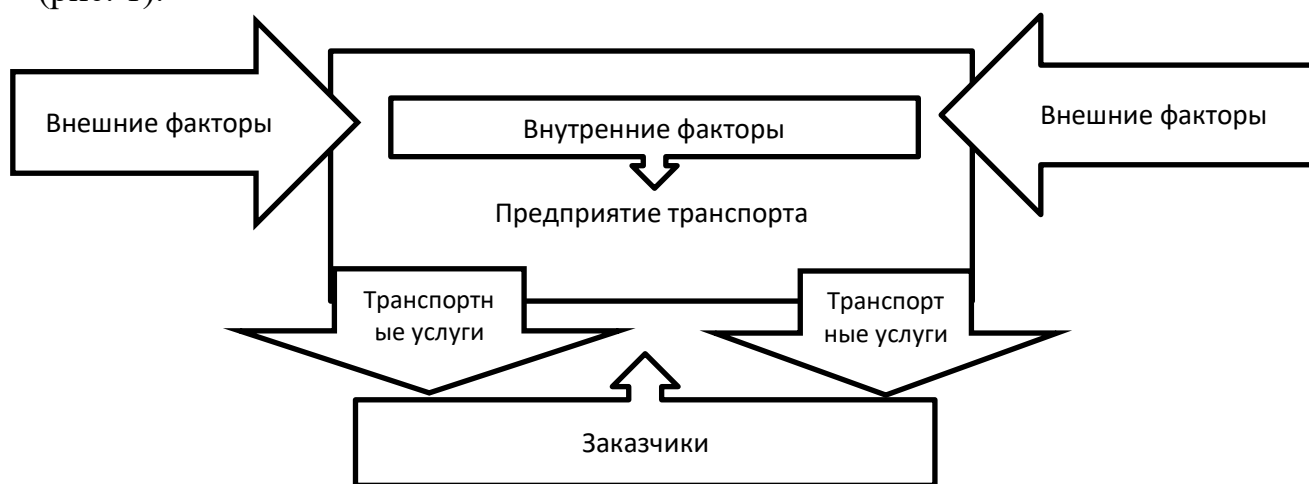 (рис. 1).
Внешние факторы
Внутренние факторы
Внешние факторы
Предприятие транспорта
Транспортн
ые услуги
Транспорт
ные услуги
Заказчики